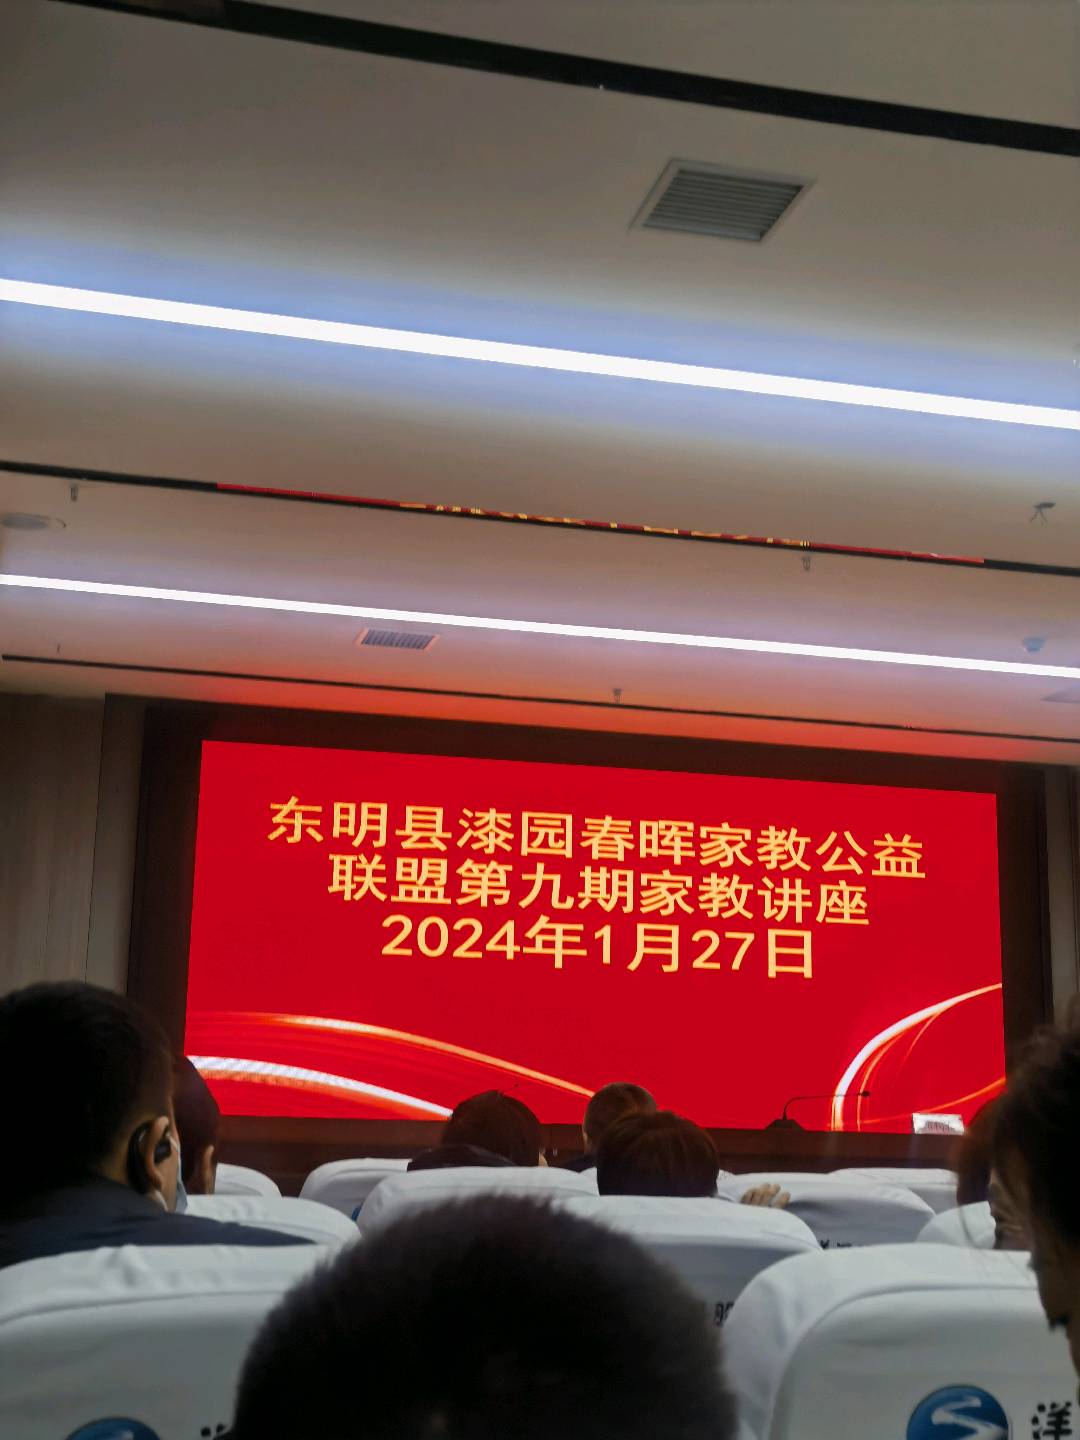 东明县漆园春晖家教公益
联盟第九期家教讲座
2024年1月27日
洋